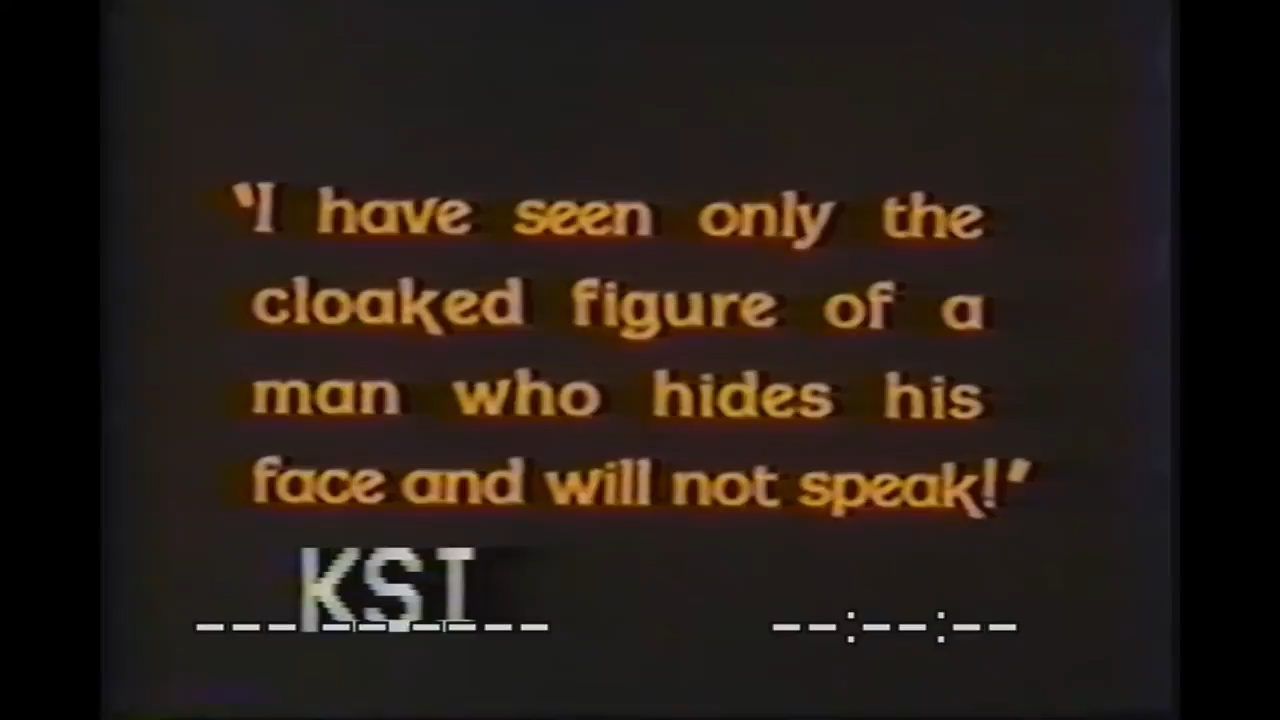 "I have seen only the
cloaked figure of a
man who hides his
face and will not speak!"
KSI
--- --- --- --:--:--